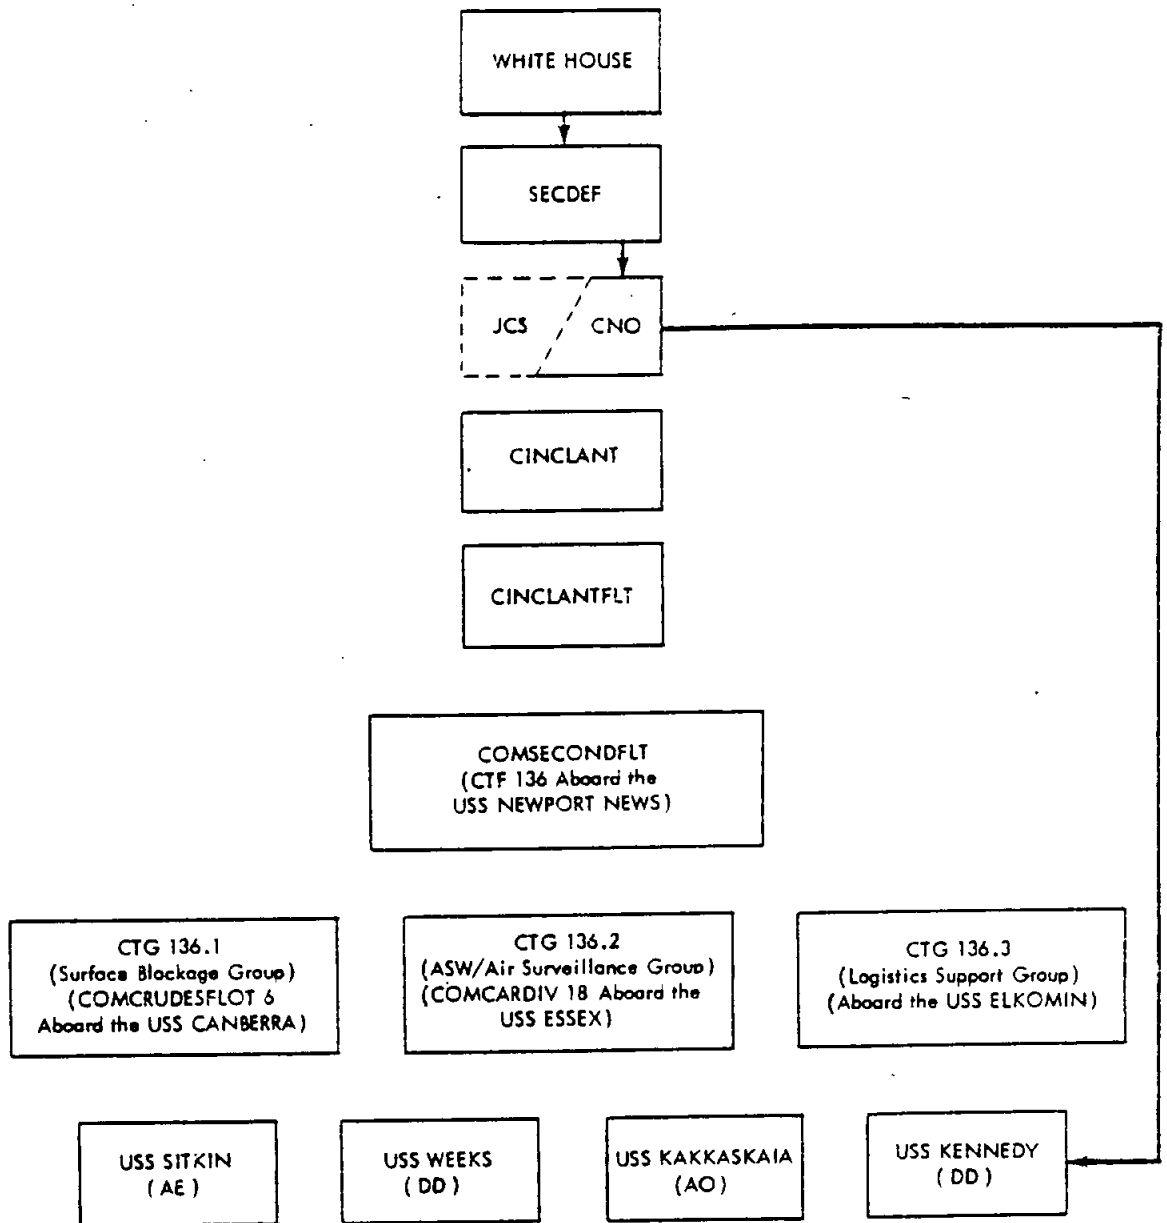 WHITE HOUSE
SECDEF
JCS
CNO
CINCLANT
CINCLANTFLT
COMSECONDFLT
(CTF 136 Aboard the
USS NEWPORT NEWS)
CTG 136.1
(Surface Blockage Group)
(COMCRUDESFLOT 6
Aboard the USS CANBERRA)
CTG 136.2
(ASW/Air Surveillance Group)
(COMCARDIV 18 Aboard the
USS ESSEX)
CTG 136.3
(Logistics Support Group)
(Aboard the USS ELKOMIN)
USS SITKIN
(AE)
USS WEEKS
(DD)
USS KAKKASKAIA
(AO)
USS KENNEDY
(DD)